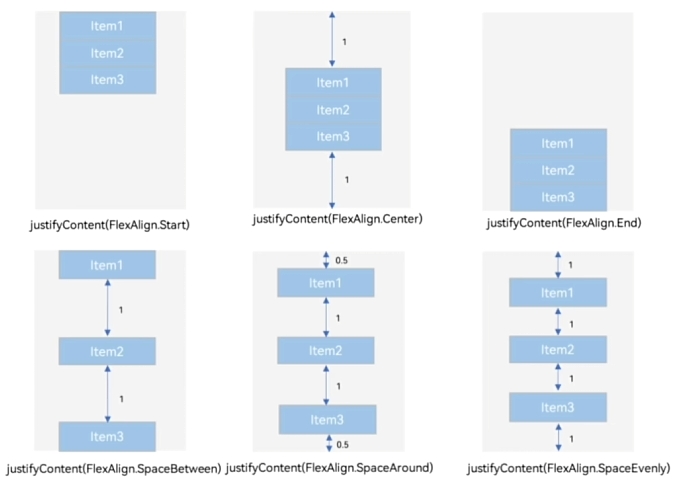 Item1
Item2
Item3
justifyContent(FlexAlign.Start)
1
Item1
Item2
Item3
1
justifyContent(FlexAlign.Center)
Item1
Item2
Item3
justifyContent(FlexAlign.End)
Item1
1
Item2
1
Item3
justifyContent(FlexAlign.SpaceBetween)
0.5
Item1
1
Item2
1
Item3
0.5
justifyContent(FlexAlign.SpaceAround)
1
Item1
1
Item2
1
Item3
1
justifyContent(FlexAlign.SpaceEvenly)